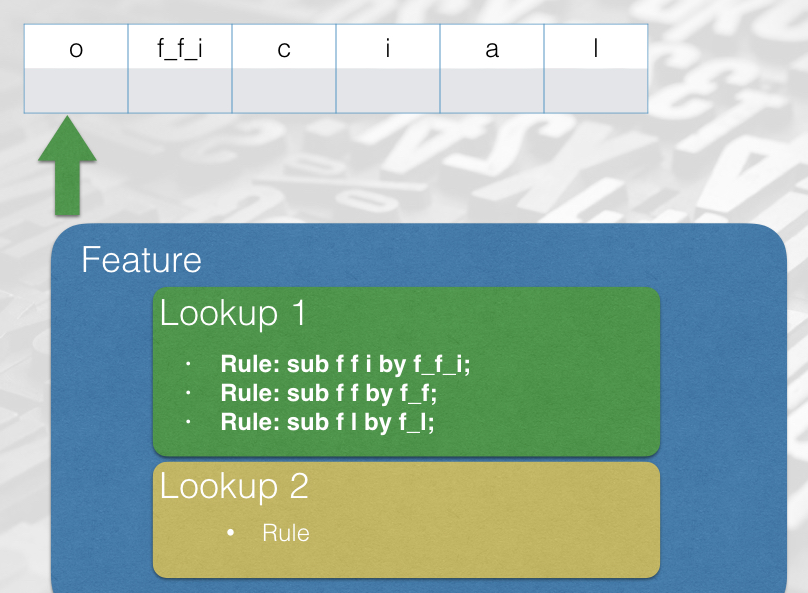 o f_f_i c i a l
Feature
Lookup 1
· Rule: sub f f i by f_f_i;
· Rule: sub f f by f_f;
· Rule: sub f l by f_l;
Lookup 2
• Rule